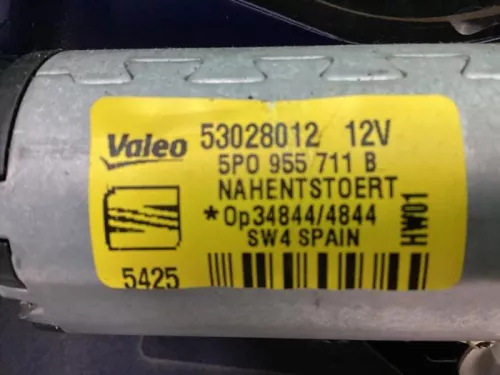 Valeo 53028012 12V
5P0 955 711 B
NAHENTSTOERT
*Op34844/4844
SW4 SPAIN
HW01
5425